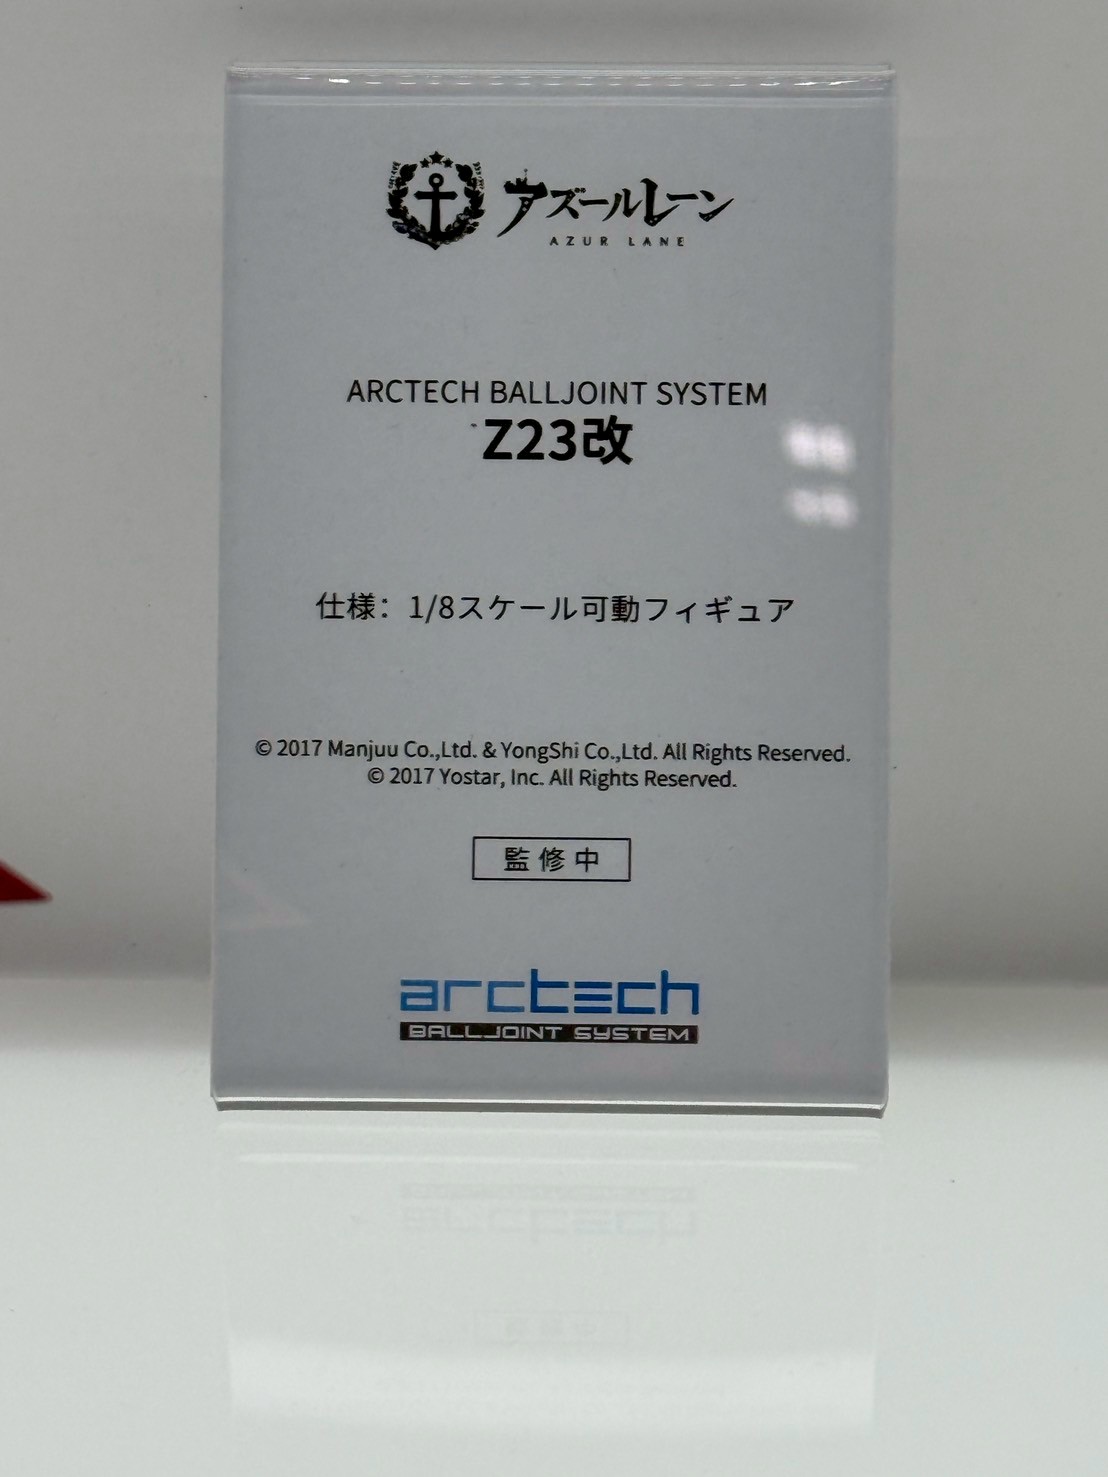 アズールレーン
AZUR LANE
ARCTECH BALLJOINT SYSTEM
Z23改
仕様：1/8スケール可動フィギュア
© 2017 Manjuu Co.,Ltd. & YongShi Co.,Ltd. All Rights Reserved.
© 2017 Yostar, Inc. All Rights Reserved.
監修中
arctech
BALLJOINT SYSTEM